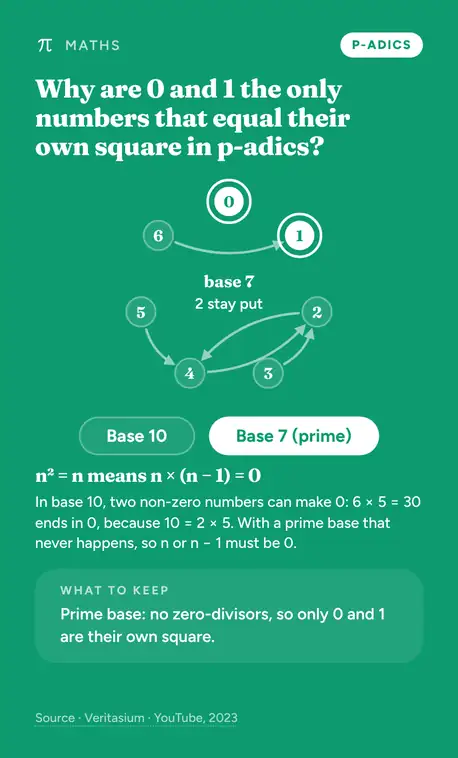 π MATHS
P-ADICS
Why are 0 and 1 the only
numbers that equal their
own square in p-adics?
0
6
1
base 7
2 stay put
5
2
4
3
Base 10
Base 7 (prime)
n² = n means n × (n − 1) = 0
In base 10, two non-zero numbers can make 0: 6 × 5 = 30
ends in 0, because 10 = 2 × 5. With a prime base that
never happens, so n or n − 1 must be 0.
WHAT TO KEEP
Prime base: no zero-divisors, so only 0 and 1
are their own square.
Source · Veritasium · YouTube, 2023